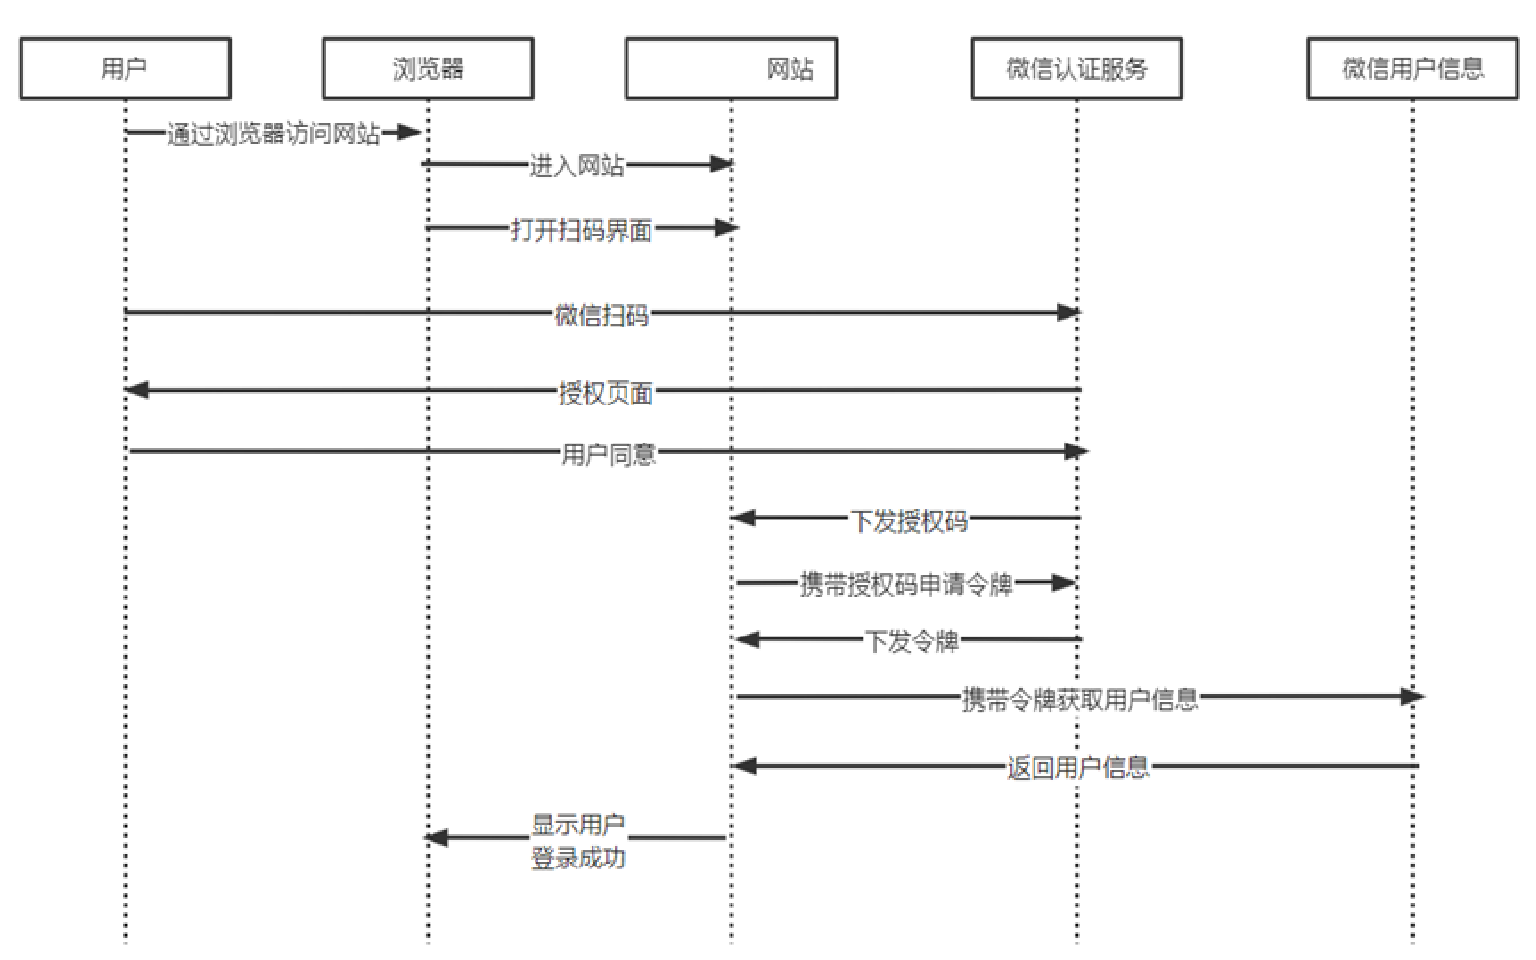 用户
浏览器
网站
微信认证服务
微信用户信息
通过浏览器访问网站
进入网站
打开扫码界面
微信扫码
授权页面
用户同意
下发授权码
携带授权码申请令牌
下发令牌
携带令牌获取用户信息
返回用户信息
显示用户
登录成功